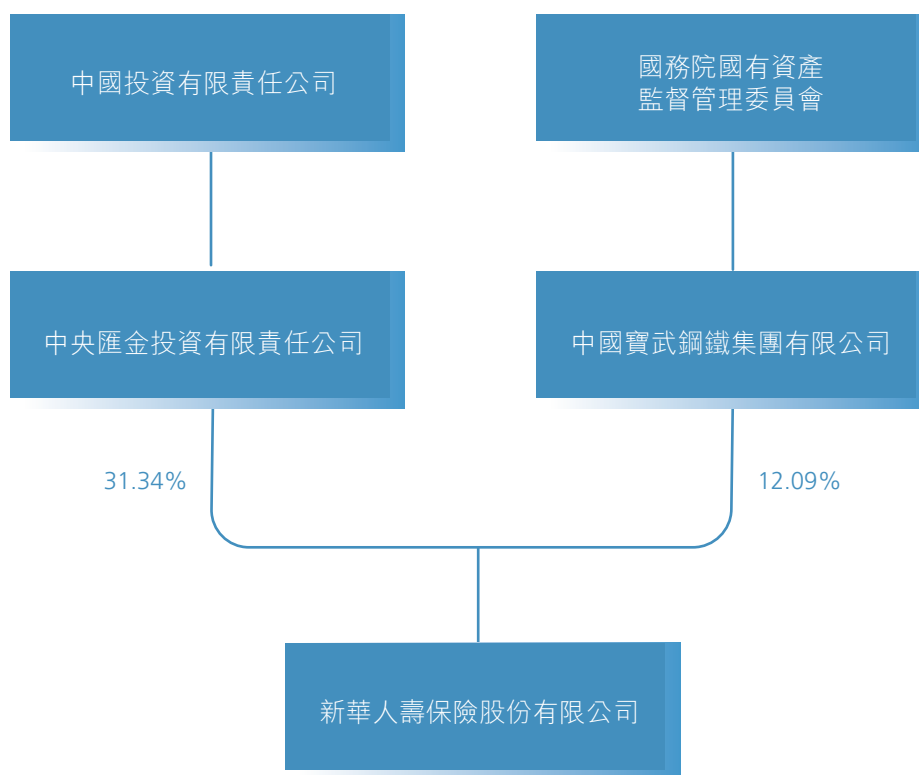 中國投資有限責任公司
國務院國有資產
監督管理委員會
中央匯金投資有限責任公司
中國寶武鋼鐵集團有限公司
31.34%
12.09%
新華人壽保險股份有限公司